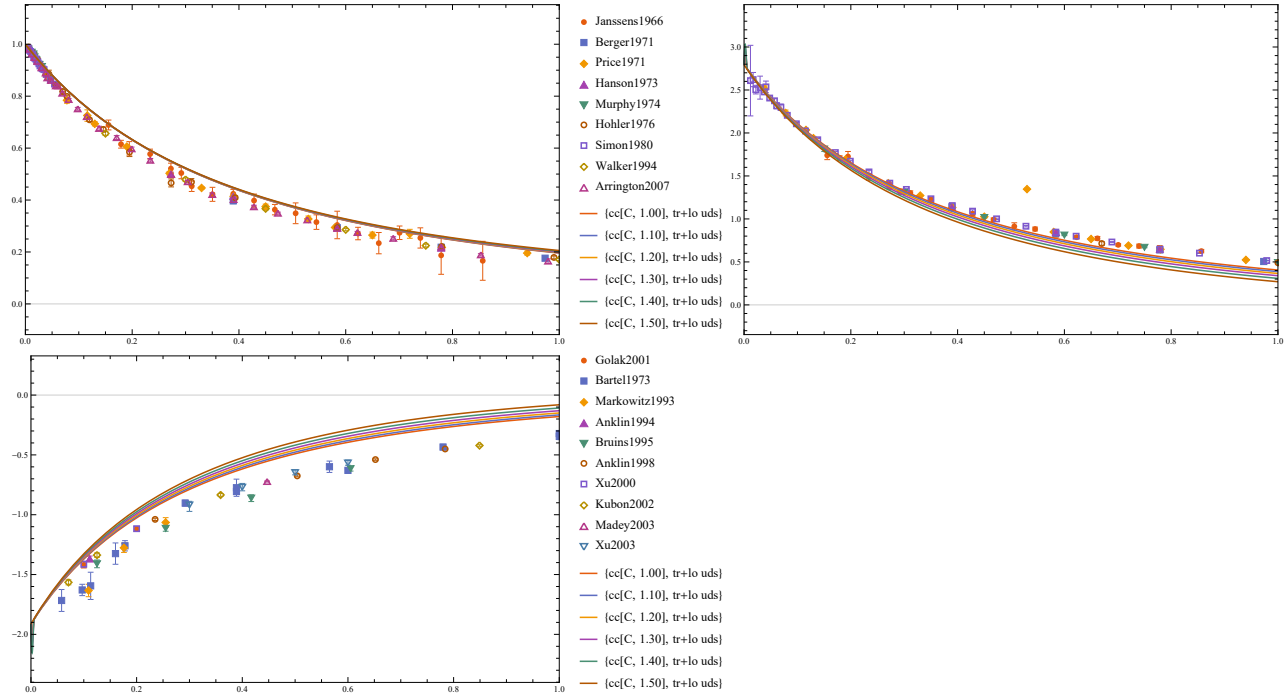 1.0
0.8
0.6
0.4
0.2
0.0
0.0
0.2
0.4
0.6
0.8
1.0
Janssens1966
Berger1971
Price1971
Hanson1973
Murphy1974
Hohler1976
Simon1980
Walker1994
Arrington2007
{cc[C, 1.00], tr+lo uds}
{cc[C, 1.10], tr+lo uds}
{cc[C, 1.20], tr+lo uds}
{cc[C, 1.30], tr+lo uds}
{cc[C, 1.40], tr+lo uds}
{cc[C, 1.50], tr+lo uds}
3.0
2.5
2.0
1.5
1.0
0.5
0.0
0.0
0.2
0.4
0.6
0.8
1.0
0.0
−0.5
−1.0
−1.5
−2.0
0.0
0.2
0.4
0.6
0.8
1.0
Golak2001
Bartel1973
Markowitz1993
Anklin1994
Bruins1995
Anklin1998
Xu2000
Kubon2002
Madey2003
Xu2003
{cc[C, 1.00], tr+lo uds}
{cc[C, 1.10], tr+lo uds}
{cc[C, 1.20], tr+lo uds}
{cc[C, 1.30], tr+lo uds}
{cc[C, 1.40], tr+lo uds}
{cc[C, 1.50], tr+lo uds}